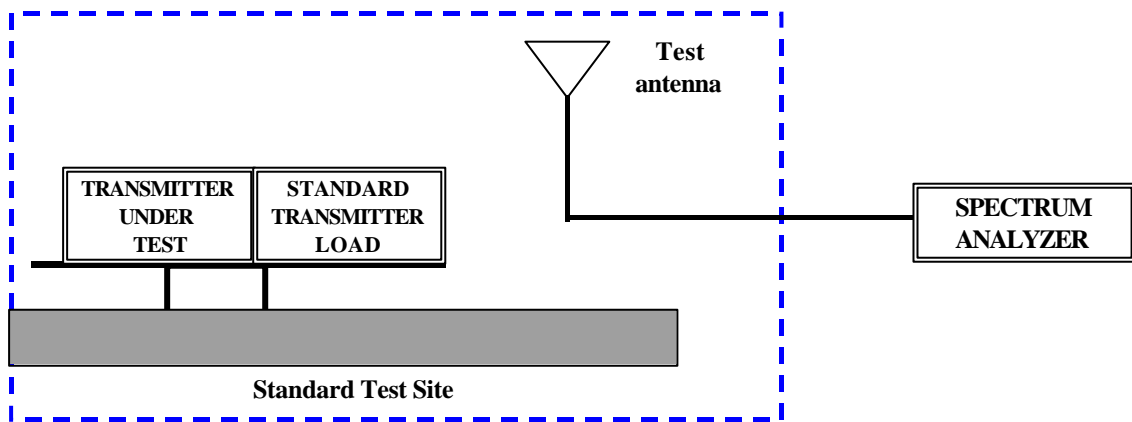 Test
antenna
TRANSMITTER
UNDER
TEST
STANDARD
TRANSMITTER
LOAD
SPECTRUM
ANALYZER
Standard Test Site